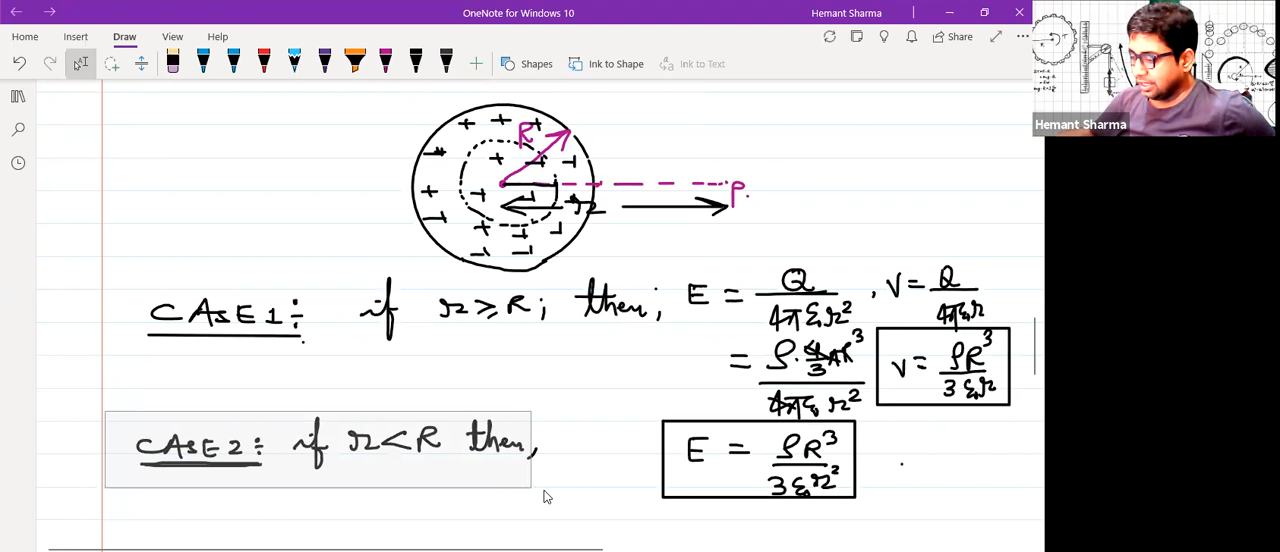 OneNote for Windows 10
Hemant Sharma
Home Insert Draw View Help
Share
Shapes
Ink to Shape
Ink to Text
Hemant Sharma
R
r
P.
CASE 1: if r ≥ R; then; E = Q / 4πε₀r² , V = Q / 4πε₀r
= ρ·4/3 πR³ / 4πε₀r²
V = ρR³ / 3ε₀r
CASE 2: if r < R then,
E = ρR³ / 3ε₀r²